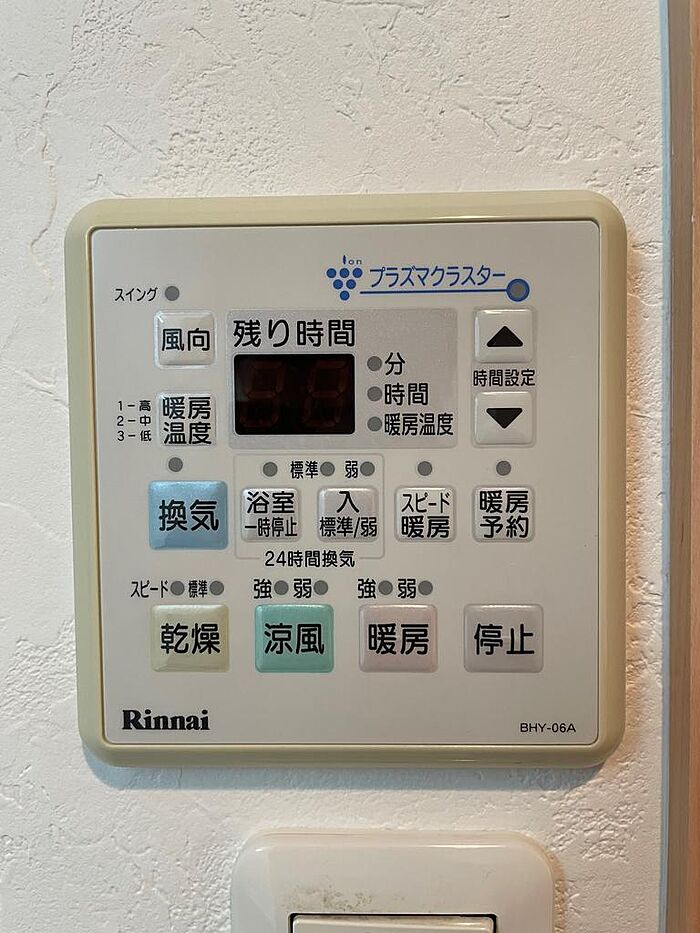 ion
プラズマクラスター
スイング
風向
残り時間
分
時間
暖房温度
時間設定
1-高
2-中
3-低
暖房
温度
換気
標準 弱
浴室
一時停止
入
標準/弱
24時間換気
スピード
暖房
暖房
予約
スピード 標準
強 弱
強 弱
乾燥
涼風
暖房
停止
Rinnai
BHY-06A